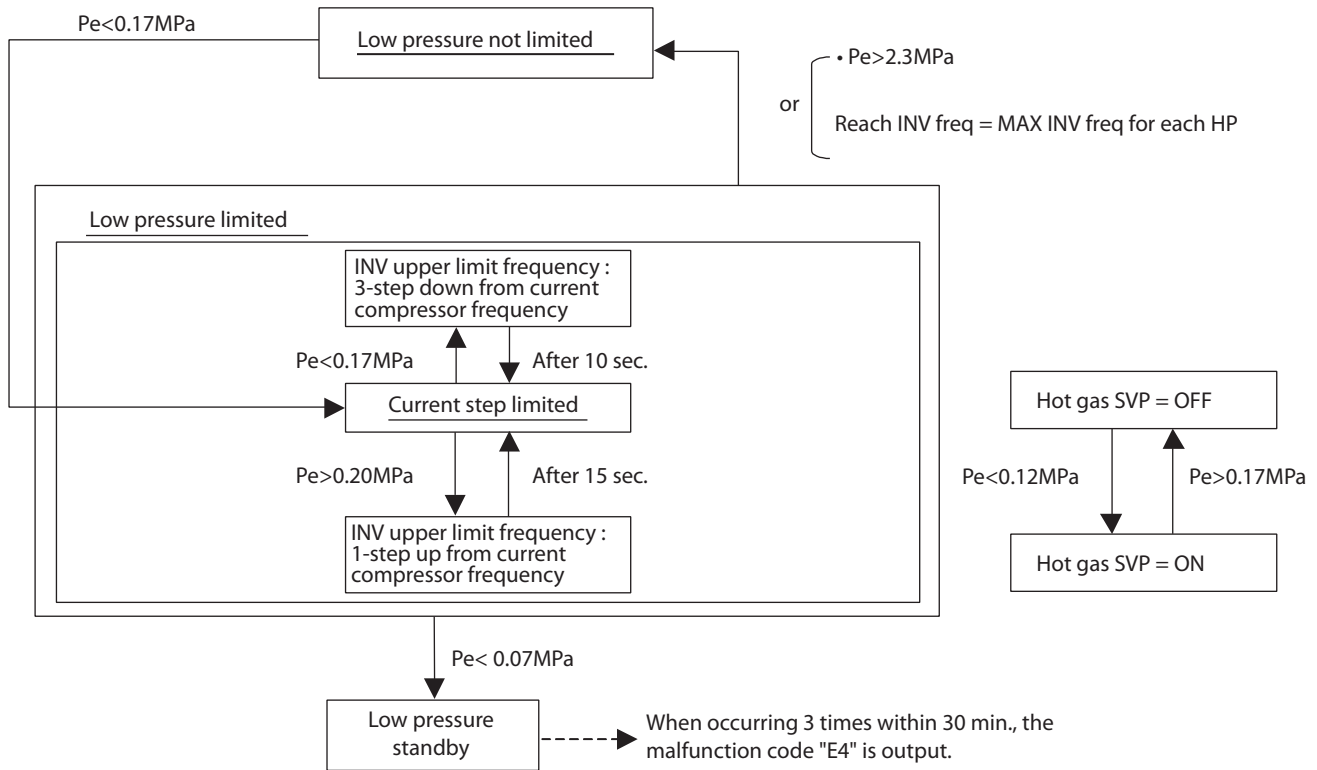 Pe<0.17MPa
Low pressure not limited
or
• Pe>2.3MPa
Reach INV freq = MAX INV freq for each HP
Low pressure limited
INV upper limit frequency :
3-step down from current
compressor frequency
Pe<0.17MPa
After 10 sec.
Current step limited
Pe>0.20MPa
After 15 sec.
INV upper limit frequency :
1-step up from current
compressor frequency
Hot gas SVP = OFF
Pe<0.12MPa
Pe>0.17MPa
Hot gas SVP = ON
Pe< 0.07MPa
Low pressure
standby
When occurring 3 times within 30 min., the
malfunction code "E4" is output.